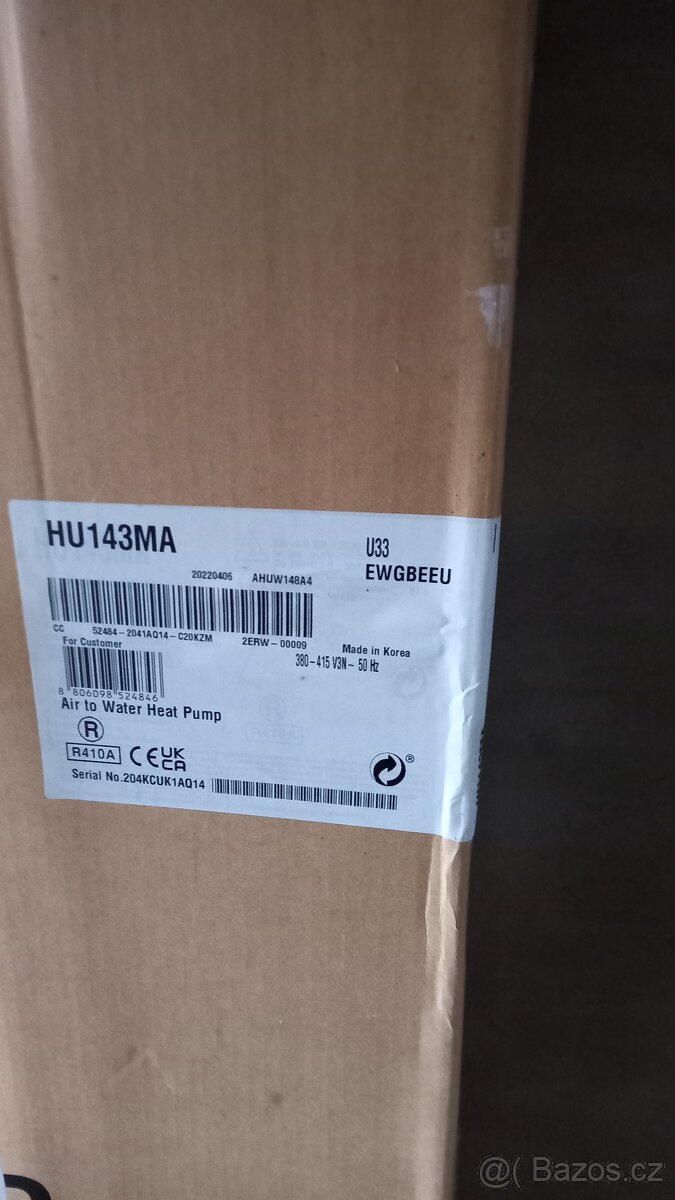 HU143MA
U33
EWGBEEU
20220406 AHUW148A4
CC 52484-2041AQ14-C20KZM 2ERW-00009
For Customer
Made in Korea
380-415 V3N~ 50 Hz
8 806098 524846
Air to Water Heat Pump
R
R410A CE UK CA
®
Serial No.204KCUK1AQ14
@( Bazos.cz